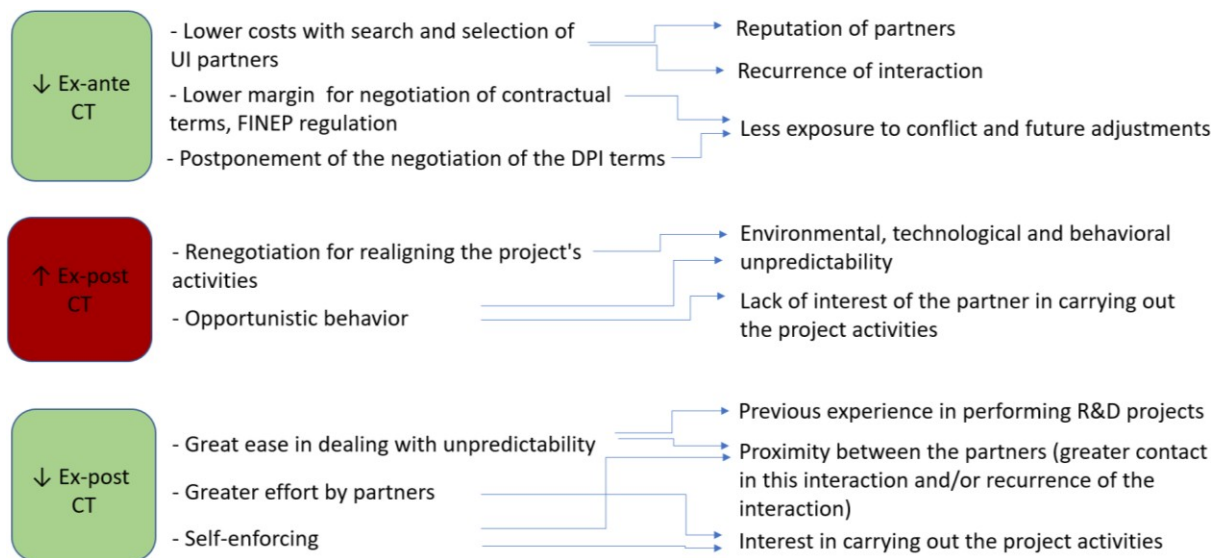 ↓ Ex-ante
CT
- Lower costs with search and selection of
UI partners
- Lower margin for negotiation of contractual
terms, FINEP regulation
- Postponement of the negotiation of the DPI terms
Reputation of partners
Recurrence of interaction
Less exposure to conflict and future adjustments
↑ Ex-post
CT
- Renegotiation for realigning the project's
activities
- Opportunistic behavior
Environmental, technological and behavioral
unpredictability
Lack of interest of the partner in carrying out
the project activities
↓ Ex-post
CT
- Great ease in dealing with unpredictability
- Greater effort by partners
- Self-enforcing
Previous experience in performing R&D projects
Proximity between the partners (greater contact
in this interaction and/or recurrence of the
interaction)
Interest in carrying out the project activities